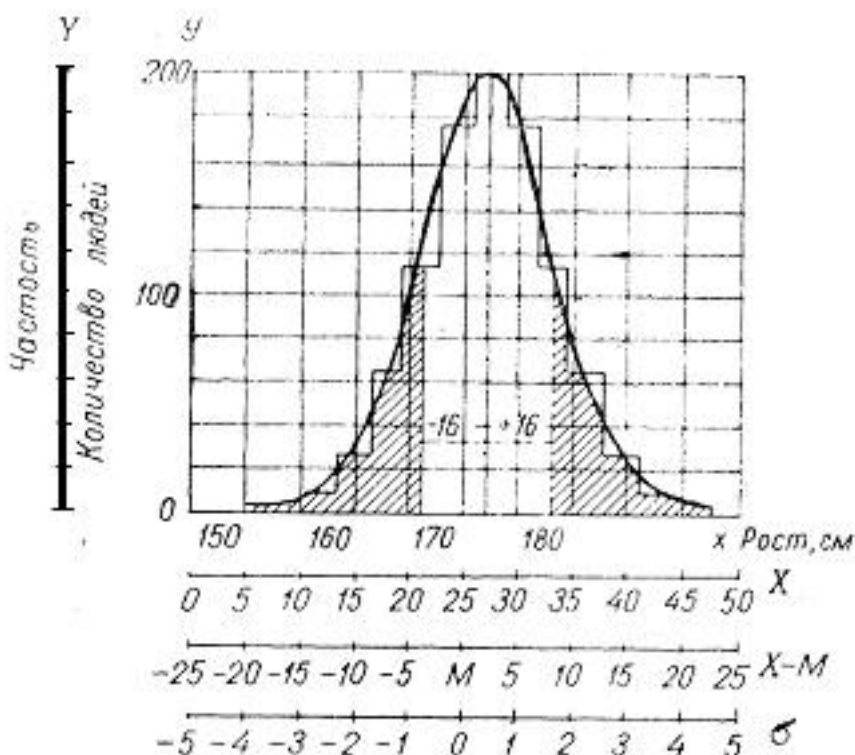 Y
y
Частость
Количество людей
200
100
0
-16 +16
150 160 170 180 x Рост, см
0 5 10 15 20 25 30 35 40 45 50 X
-25 -20 -15 -10 -5 М 5 10 15 20 25 X-М
-5 -4 -3 -2 -1 0 1 2 3 4 5 σ